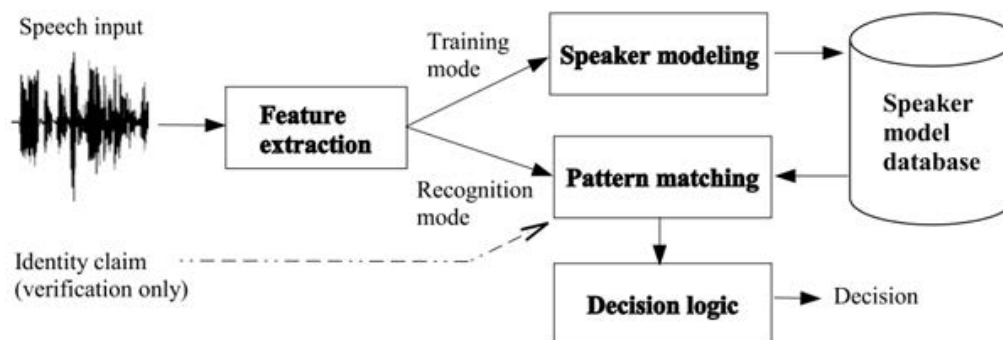 Speech input
Training
mode
Speaker modeling
Feature
extraction
Speaker
model
database
Recognition
mode
Pattern matching
Identity claim
(verification only)
Decision logic
Decision